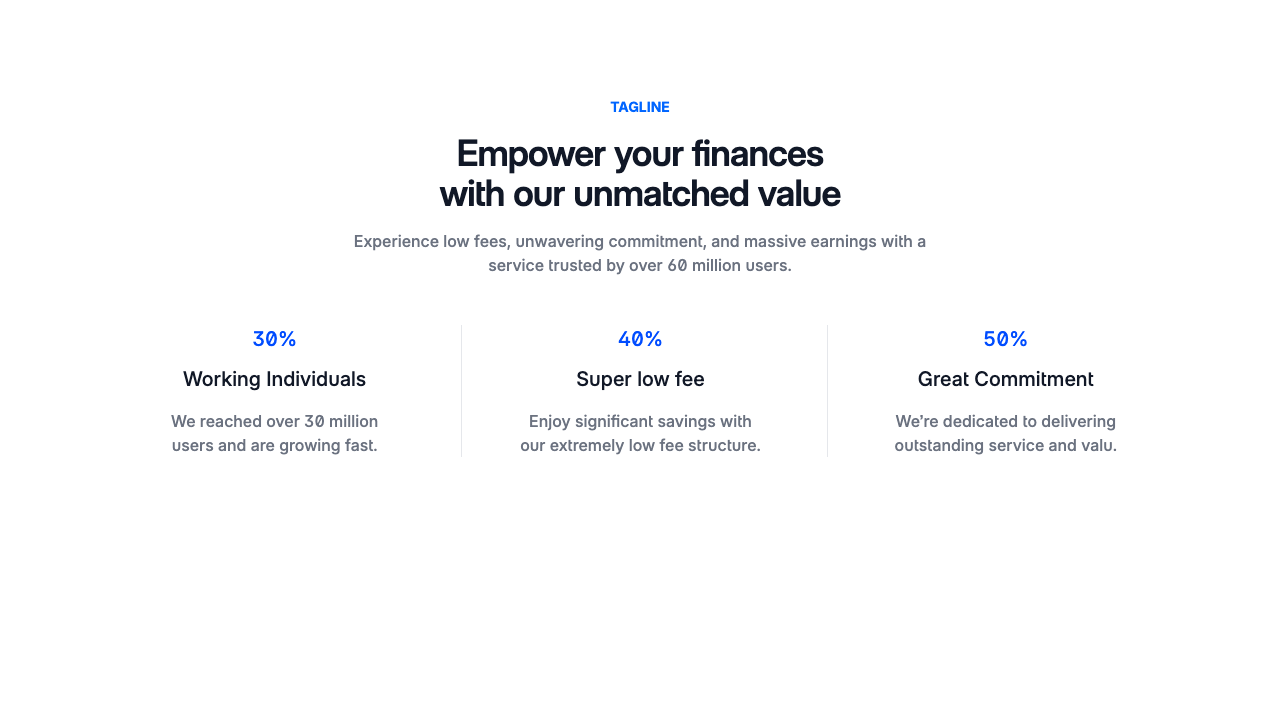 TAGLINE
Empower your finances
with our unmatched value
Experience low fees, unwavering commitment, and massive earnings with a
service trusted by over 60 million users.
30%
Working Individuals
We reached over 30 million
users and are growing fast.
40%
Super low fee
Enjoy significant savings with
our extremely low fee structure.
50%
Great Commitment
We’re dedicated to delivering
outstanding service and valu.